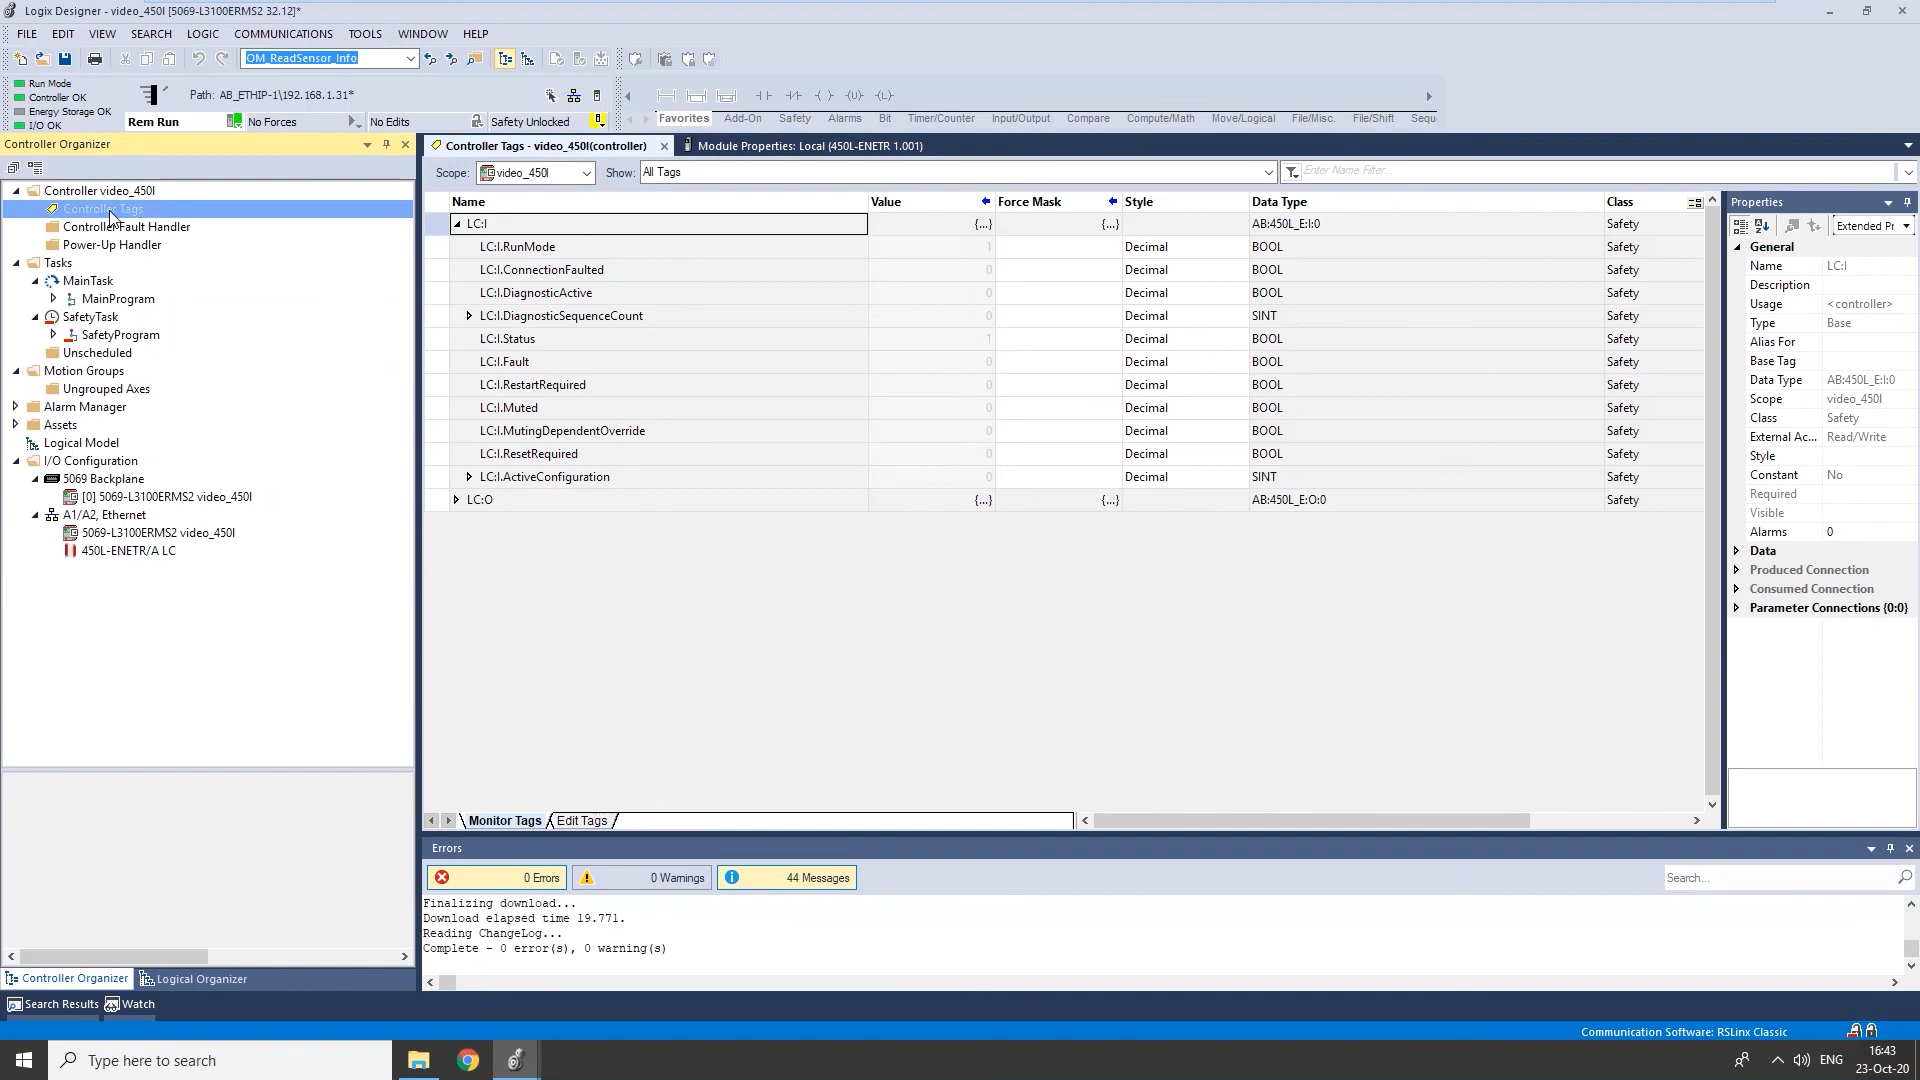 Logix Designer - video_450l [5069-L3100ERMS2 32.12]*
FILE EDIT VIEW SEARCH LOGIC COMMUNICATIONS TOOLS WINDOW HELP
OM_ReadSensor_Info
Run Mode
Controller OK
Energy Storage OK
I/O OK
Path: AB_ETHIP-1\192.168.1.31*
Rem Run No Forces No Edits Safety Unlocked
Favorites Add-On Safety Alarms Bit Timer/Counter Input/Output Compare Compute/Math Move/Logical File/Misc. File/Shift Sequ
Controller Organizer
Controller video_450l
Controller Tags
Controller Fault Handler
Power-Up Handler
Tasks
MainTask
MainProgram
SafetyTask
SafetyProgram
Unscheduled
Motion Groups
Ungrouped Axes
Alarm Manager
Assets
Logical Model
I/O Configuration
5069 Backplane
[0] 5069-L3100ERMS2 video_450l
A1/A2, Ethernet
5069-L3100ERMS2 video_450l
450L-ENETR/A LC
Controller Organizer Logical Organizer
Controller Tags - video_450l(controller) Module Properties: Local (450L-ENETR 1.001)
Scope: video_450l Show: All Tags Enter Name Filter...
Name Value Force Mask Style Data Type Class
LC:I {...} {...} AB:450L_E:I:0 Safety
LC:I.RunMode 1 Decimal BOOL Safety
LC:I.ConnectionFaulted 0 Decimal BOOL Safety
LC:I.DiagnosticActive 0 Decimal BOOL Safety
LC:I.DiagnosticSequenceCount 0 Decimal SINT Safety
LC:I.Status 1 Decimal BOOL Safety
LC:I.Fault 0 Decimal BOOL Safety
LC:I.RestartRequired 0 Decimal BOOL Safety
LC:I.Muted 0 Decimal BOOL Safety
LC:I.MutingDependentOverride 0 Decimal BOOL Safety
LC:I.ResetRequired 0 Decimal BOOL Safety
LC:I.ActiveConfiguration 0 Decimal SINT Safety
LC:O {...} {...} AB:450L_E:O:0 Safety
Monitor Tags Edit Tags
Properties
Extended Pr
General
Name LC:I
Description
Usage <controller>
Type Base
Alias For
Base Tag
Data Type AB:450L_E:I:0
Scope video_450l
Class Safety
External Ac... Read/Write
Style
Constant No
Required
Visible
Alarms 0
Data
Produced Connection
Consumed Connection
Parameter Connections {0:0}
Errors
0 Errors 0 Warnings 44 Messages Search...
Finalizing download...
Download elapsed time 19.771.
Reading ChangeLog...
Complete - 0 error(s), 0 warning(s)
Search Results Watch
Communication Software: RSLinx Classic
Type here to search
ENG
16:43
23-Oct-20